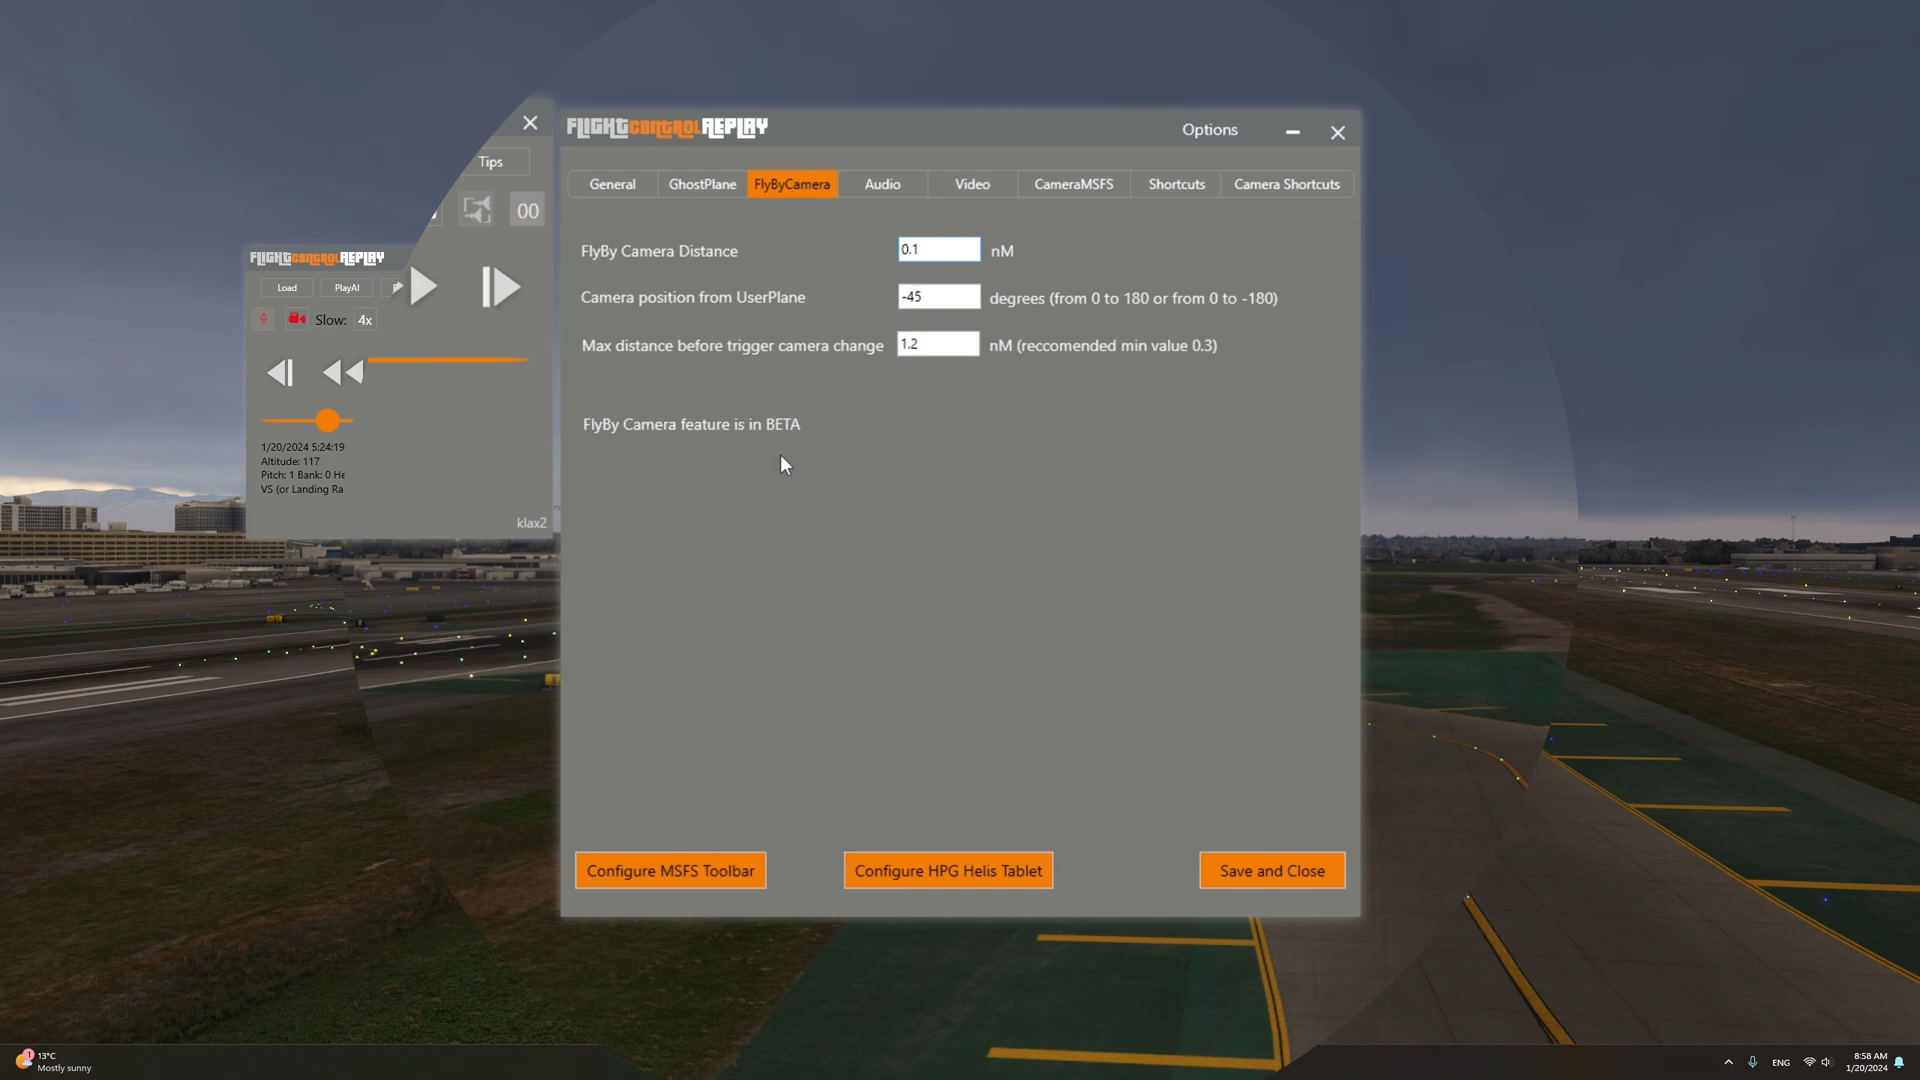 Tips
00
FLIGHTCONTROLREPLAY
Load
PlayAI
Slow:
4x
1/20/2024 5:24:19
Altitude: 117
Pitch: 1 Bank: 0 He
VS (or Landing Ra
klax2
FLIGHTCONTROLREPLAY
Options
General
GhostPlane
FlyByCamera
Audio
Video
CameraMSFS
Shortcuts
Camera Shortcuts
FlyBy Camera Distance
0.1
nM
Camera position from UserPlane
-45
degrees (from 0 to 180 or from 0 to -180)
Max distance before trigger camera change
1.2
nM (reccomended min value 0.3)
FlyBy Camera feature is in BETA
Configure MSFS Toolbar
Configure HPG Helis Tablet
Save and Close
1
13°C
Mostly sunny
ENG
8:58 AM
1/20/2024